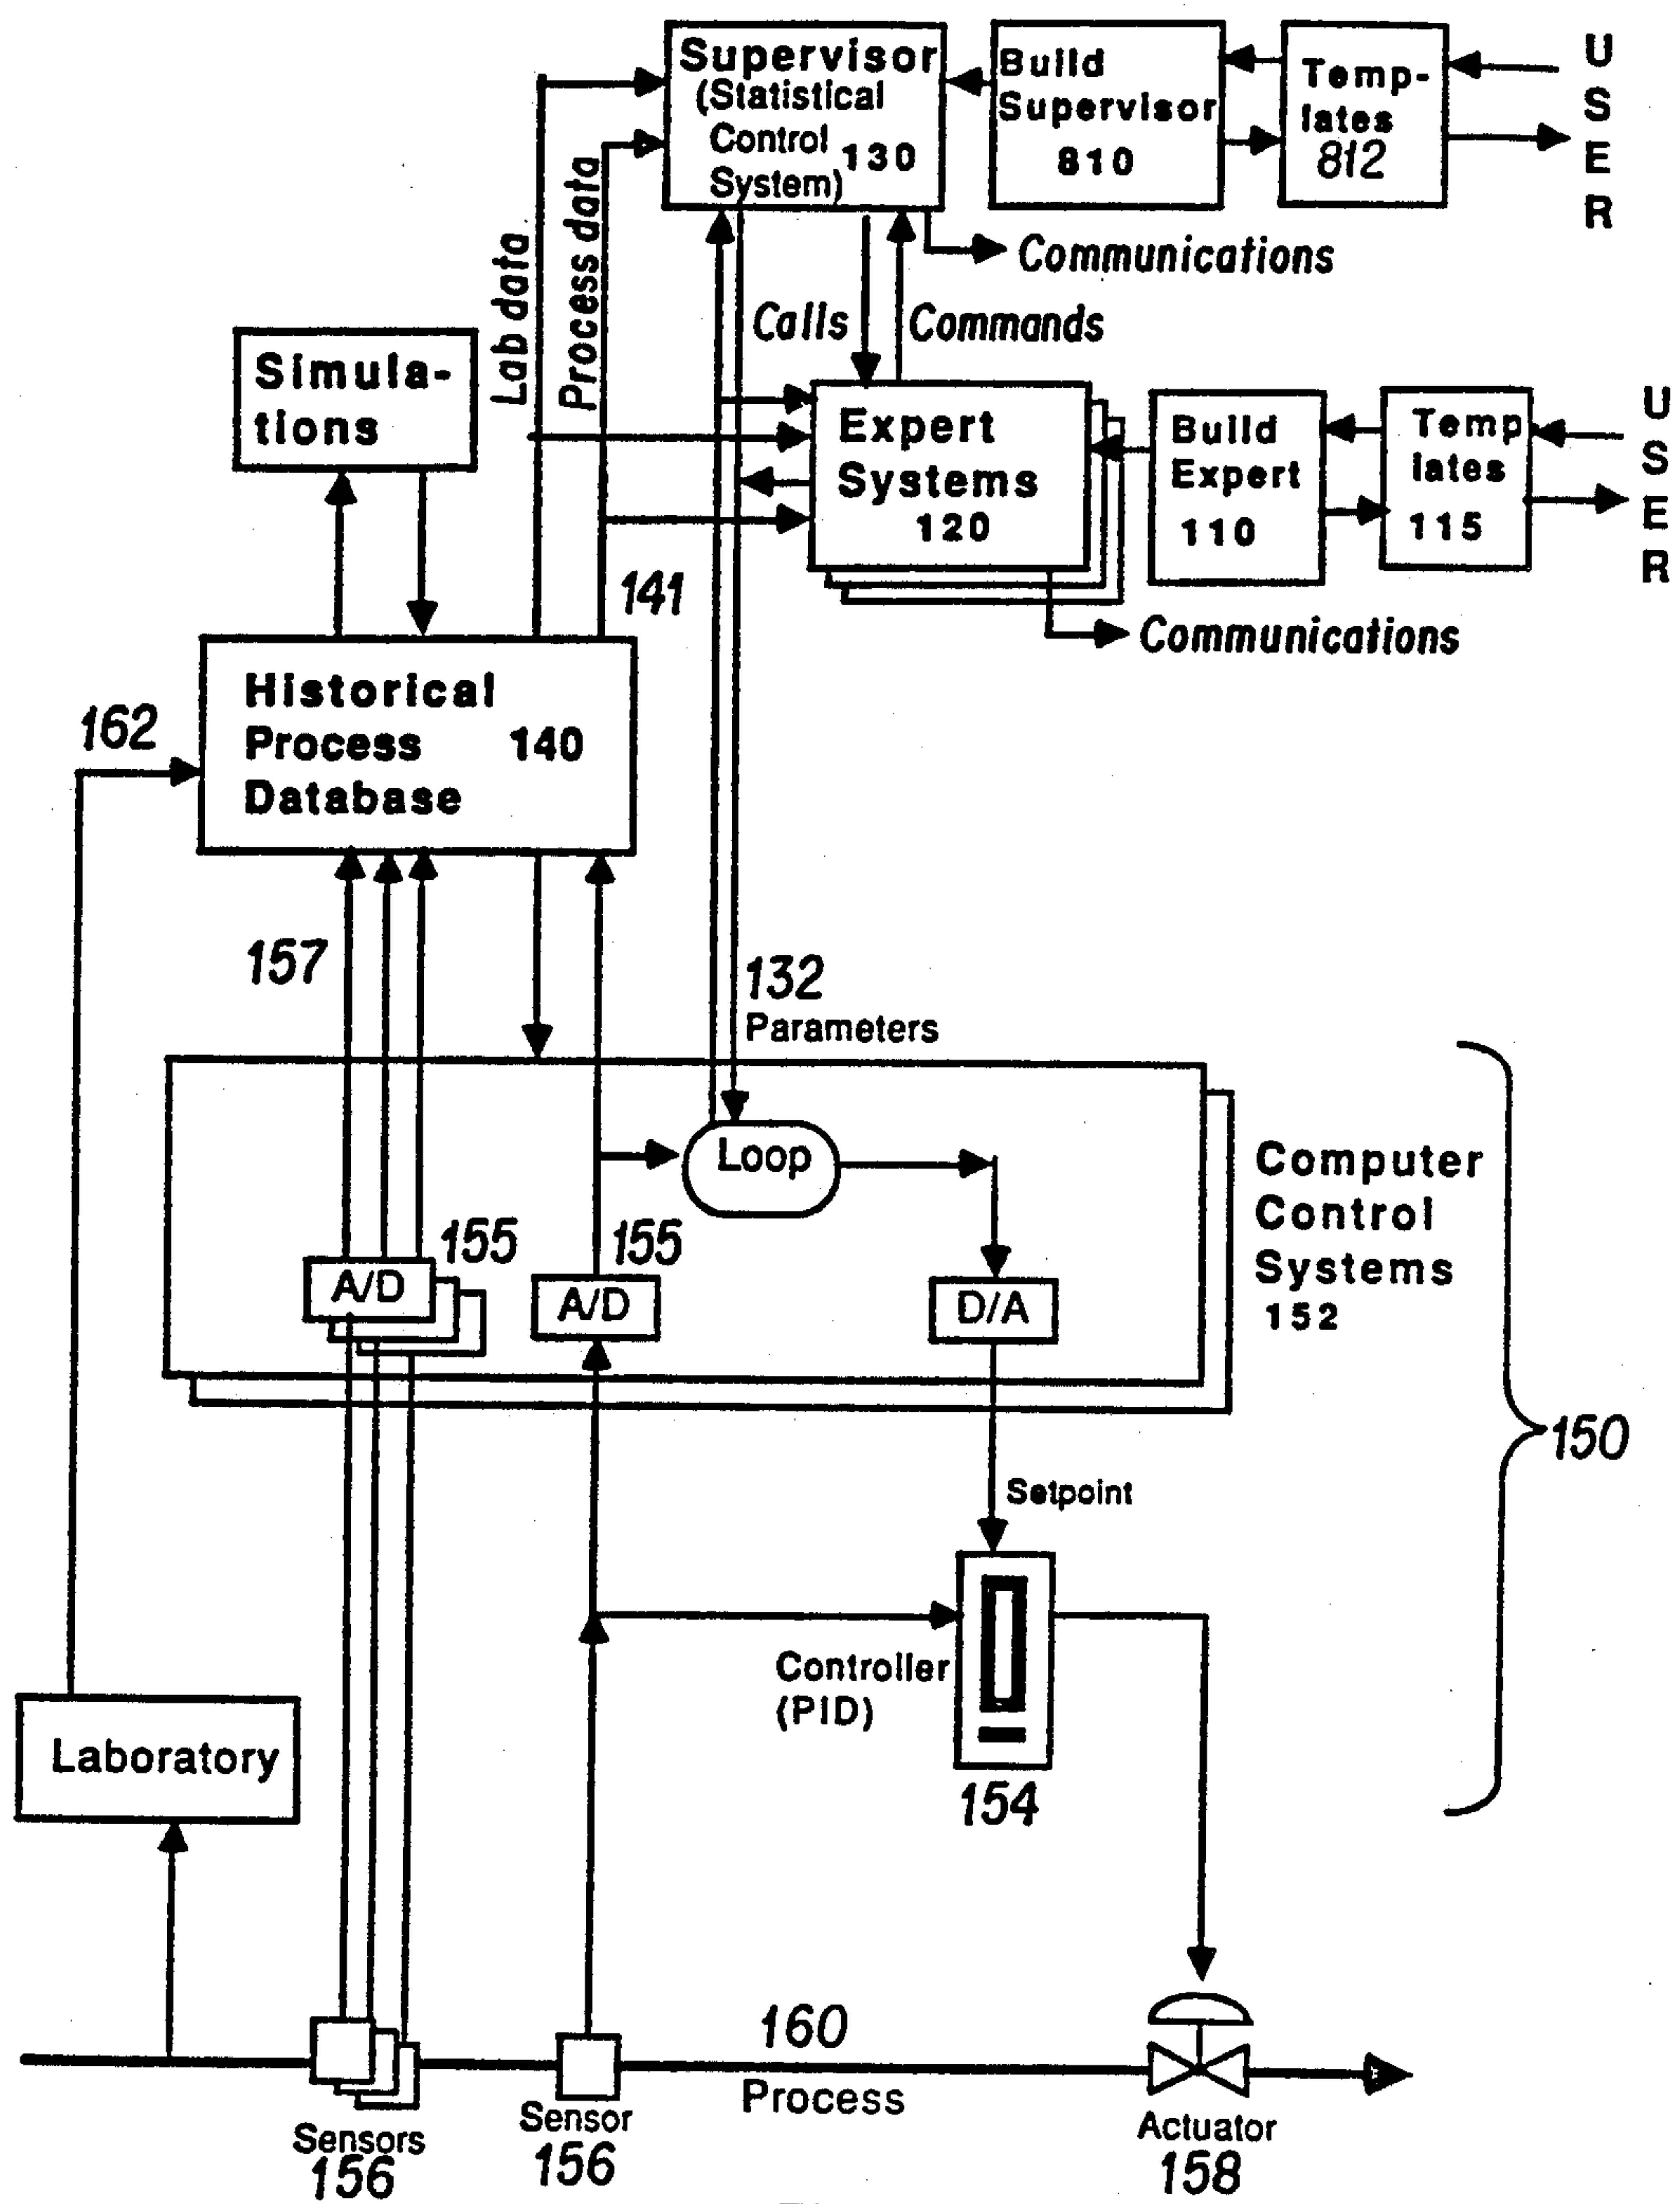 Supervisor
(Statistical
Control
System)
130
Build
Supervisor
810
Temp-
lates
812
U
S
E
R
Communications
Lab data
Process data
Calls
Commands
Simula-
tions
Expert
Systems
120
Build
Expert
110
Temp
lates
115
U
S
E
R
Communications
141
Historical
Process 140
Database
162
157
132
Parameters
Loop
155
155
A/D
A/D
D/A
Computer
Control
Systems
152
150
Setpoint
Controller
(PID)
154
Laboratory
160
Process
Sensors
156
Sensor
156
Actuator
158